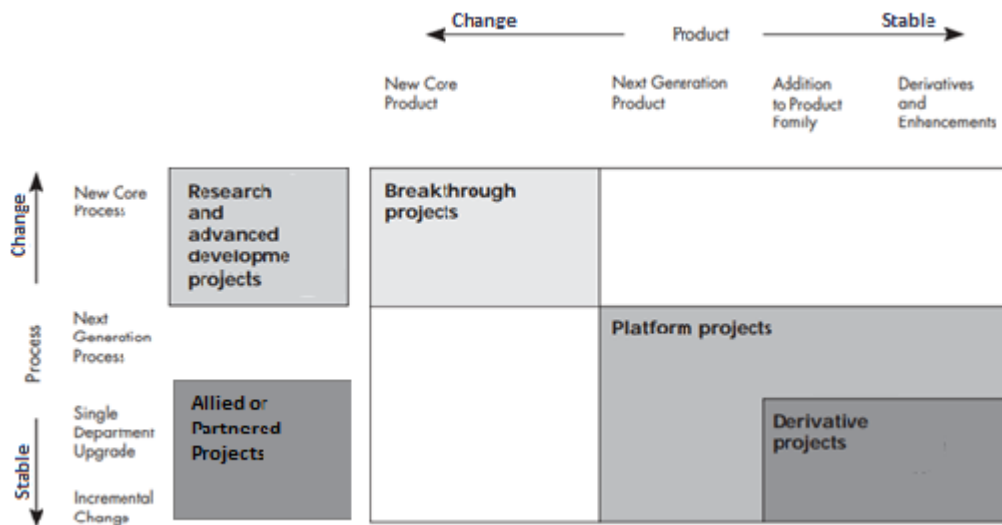 Change
Product
Stable
New Core
Product
Next Generation
Product
Addition
to Product
Family
Derivatives
and
Enhancements
Change
Process
Stable
New Core
Process
Next
Generation
Process
Single
Department
Upgrade
Incremental
Change
Research
and
advanced
developme
projects
Allied or
Partnered
Projects
Breakthrough
projects
Platform projects
Derivative
projects